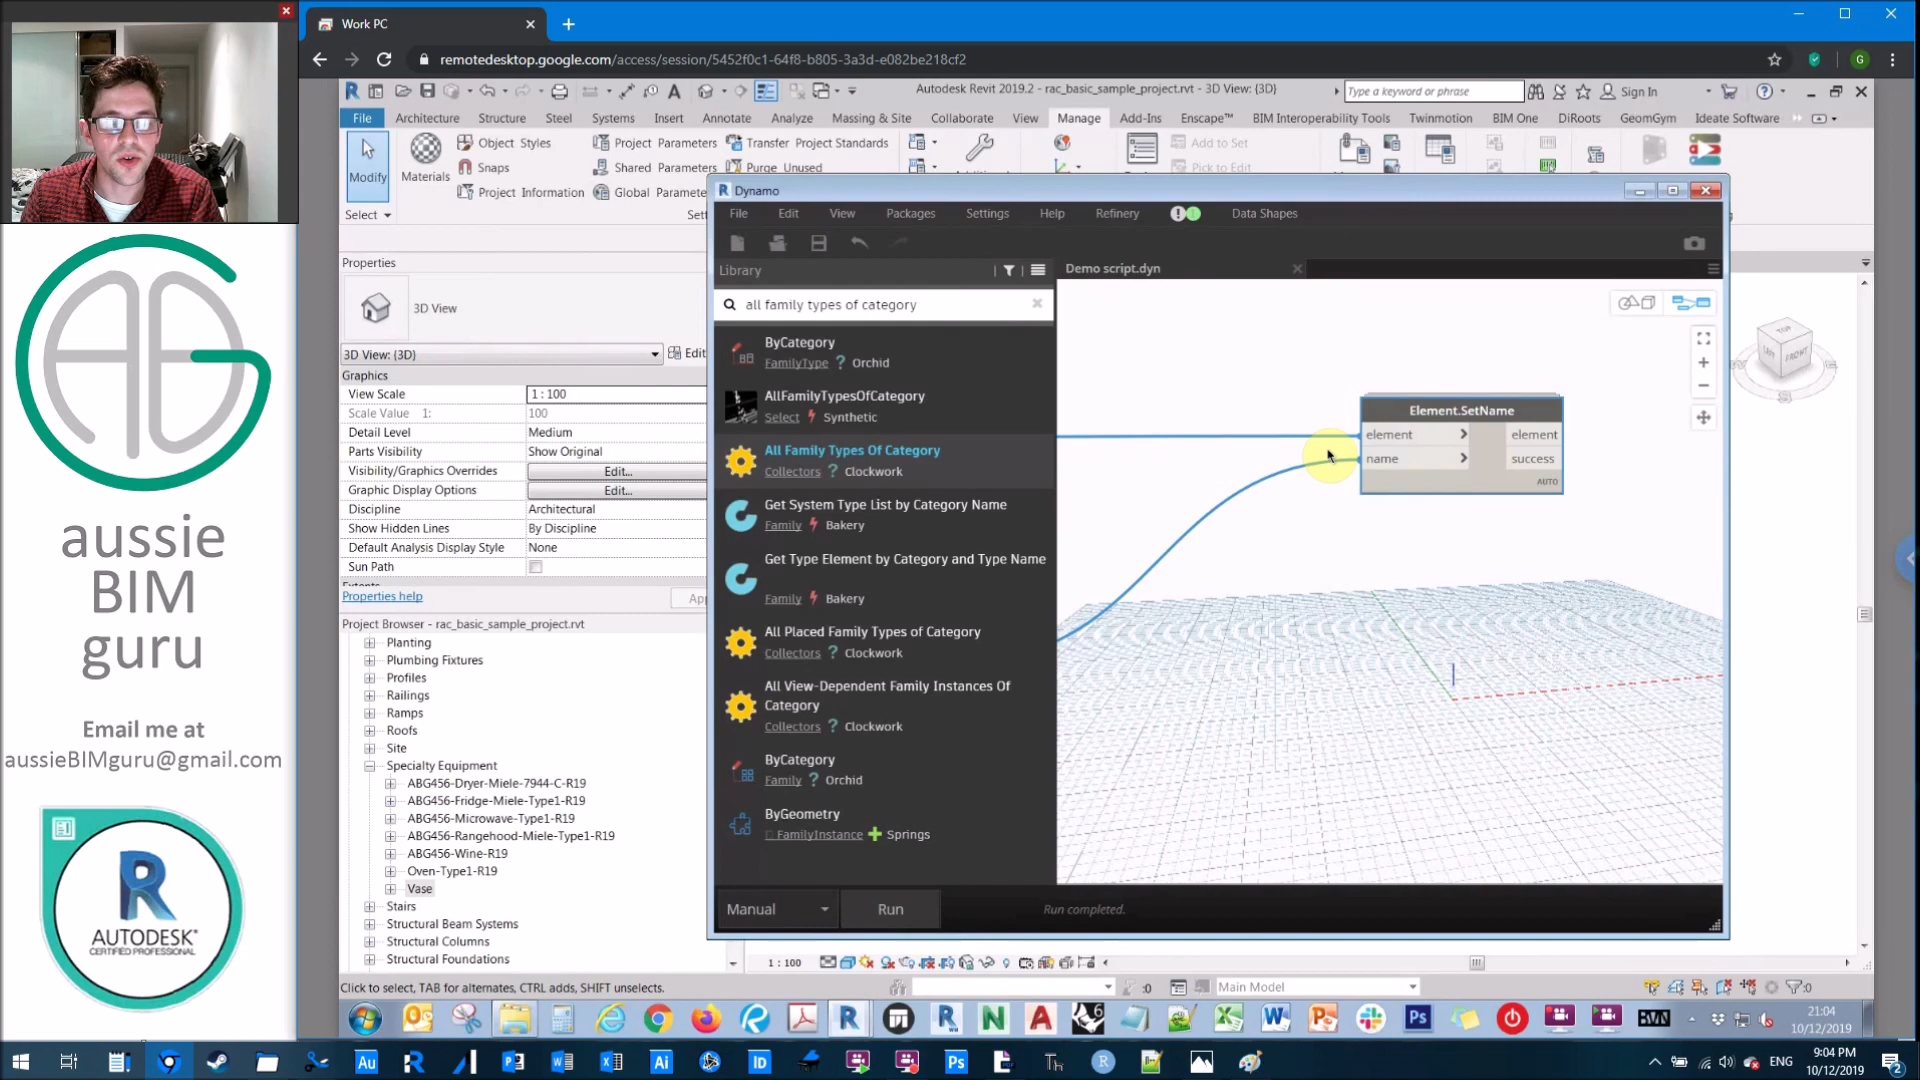 Work PC
remotedesktop.google.com/access/session/5452f0c1-64f8-b805-3a3d-e082be218cf2
G
Autodesk Revit 2019.2 - rac_basic_sample_project.rvt - 3D View: {3D}
Type a keyword or phrase
Sign In
File Architecture Structure Steel Systems Insert Annotate Analyze Massing & Site Collaborate View Manage Add-Ins Enscape™ BIM Interoperability Tools Twinmotion BIM One DiRoots GeomGym Ideate Software
Modify
Materials
Object Styles
Snaps
Project Information
Project Parameters
Shared Parameters
Global Paramete
Transfer Project Standards
Purge Unused
Add to Set
Pick to Edit
Select
Properties
3D View
3D View: {3D}
Edit
Graphics
View Scale 1 : 100
Scale Value 1: 100
Detail Level Medium
Parts Visibility Show Original
Visibility/Graphics Overrides Edit...
Graphic Display Options Edit...
Discipline Architectural
Show Hidden Lines By Discipline
Default Analysis Display Style None
Sun Path
Properties help
App
Project Browser - rac_basic_sample_project.rvt
Planting
Plumbing Fixtures
Profiles
Railings
Ramps
Roofs
Site
Specialty Equipment
ABG456-Dryer-Miele-7944-C-R19
ABG456-Fridge-Miele-Type1-R19
ABG456-Microwave-Type1-R19
ABG456-Rangehood-Miele-Type1-R19
ABG456-Wine-R19
Oven-Type1-R19
Vase
Stairs
Structural Beam Systems
Structural Columns
Structural Foundations
Dynamo
File Edit View Packages Settings Help Refinery Data Shapes
Library
Demo script.dyn
all family types of category
ByCategory
FamilyType ? Orchid
AllFamilyTypesOfCategory
Select Synthetic
All Family Types Of Category
Collectors ? Clockwork
Get System Type List by Category Name
Family Bakery
Get Type Element by Category and Type Name
Family Bakery
All Placed Family Types of Category
Collectors ? Clockwork
All View-Dependent Family Instances Of
Category
Collectors ? Clockwork
ByCategory
Family ? Orchid
ByGeometry
FamilyInstance Springs
Element.SetName
element > element
name > success
AUTO
TOP
LEFT
FRONT
Manual
Run
Run completed.
1 : 100
Click to select, TAB for alternates, CTRL adds, SHIFT unselects.
:0
Main Model
:0
21:04
10/12/2019
ENG
9:04 PM
10/12/2019
2
aussie
BIM
guru
Email me at
aussieBIMguru@gmail.com
R
AUTODESK
CERTIFIED PROFESSIONAL